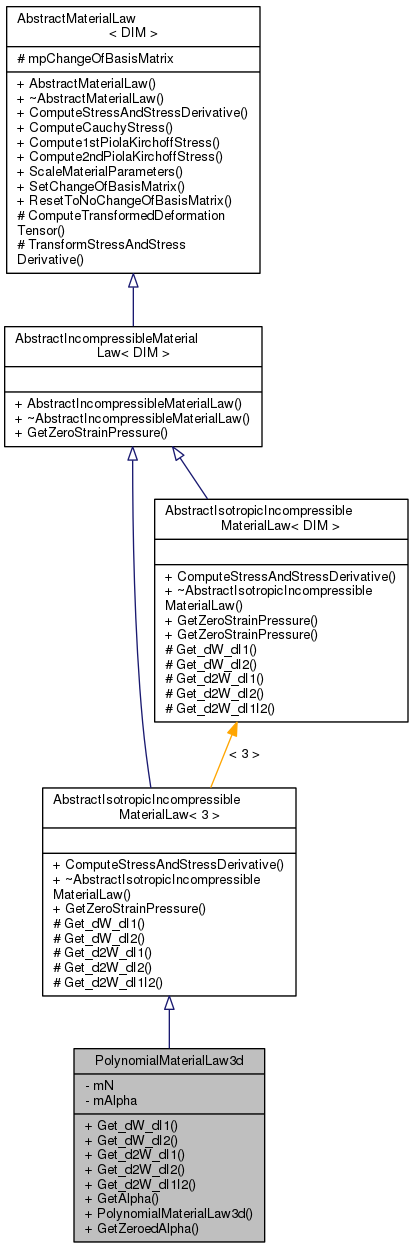 AbstractMaterialLaw
< DIM >
# mpChangeOfBasisMatrix
+ AbstractMaterialLaw()
+ ~AbstractMaterialLaw()
+ ComputeStressAndStressDerivative()
+ ComputeCauchyStress()
+ Compute1stPiolaKirchoffStress()
+ Compute2ndPiolaKirchoffStress()
+ ScaleMaterialParameters()
+ SetChangeOfBasisMatrix()
+ ResetToNoChangeOfBasisMatrix()
# ComputeTransformedDeformation
Tensor()
# TransformStressAndStress
Derivative()
AbstractIncompressibleMaterial
Law< DIM >
+ AbstractIncompressibleMaterialLaw()
+ ~AbstractIncompressibleMaterialLaw()
+ GetZeroStrainPressure()
AbstractIsotropicIncompressible
MaterialLaw< DIM >
+ ComputeStressAndStressDerivative()
+ ~AbstractIsotropicIncompressible
MaterialLaw()
+ GetZeroStrainPressure()
+ GetZeroStrainPressure()
# Get_dW_dI1()
# Get_dW_dI2()
# Get_d2W_dI1()
# Get_d2W_dI2()
# Get_d2W_dI1I2()
< 3 >
AbstractIsotropicIncompressible
MaterialLaw< 3 >
+ ComputeStressAndStressDerivative()
+ ~AbstractIsotropicIncompressible
MaterialLaw()
+ GetZeroStrainPressure()
# Get_dW_dI1()
# Get_dW_dI2()
# Get_d2W_dI1()
# Get_d2W_dI2()
# Get_d2W_dI1I2()
PolynomialMaterialLaw3d
- mN
- mAlpha
+ Get_dW_dI1()
+ Get_dW_dI2()
+ Get_d2W_dI1()
+ Get_d2W_dI2()
+ Get_d2W_dI1I2()
+ GetAlpha()
+ PolynomialMaterialLaw3d()
+ GetZeroedAlpha()